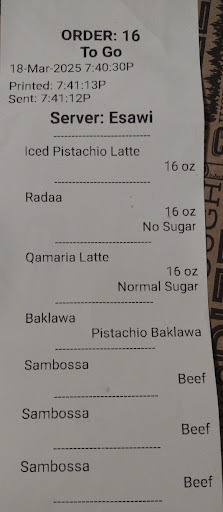 ORDER: 16
To Go
18-Mar-2025 7:40:30P
Printed: 7:41:13P
Sent: 7:41:12P
Server: Esawi
Iced Pistachio Latte
16 oz
Radaa
16 oz
No Sugar
Qamaria Latte
16 oz
Normal Sugar
Baklawa
Pistachio Baklawa
Sambossa
Beef
Sambossa
Beef
Sambossa
Beef